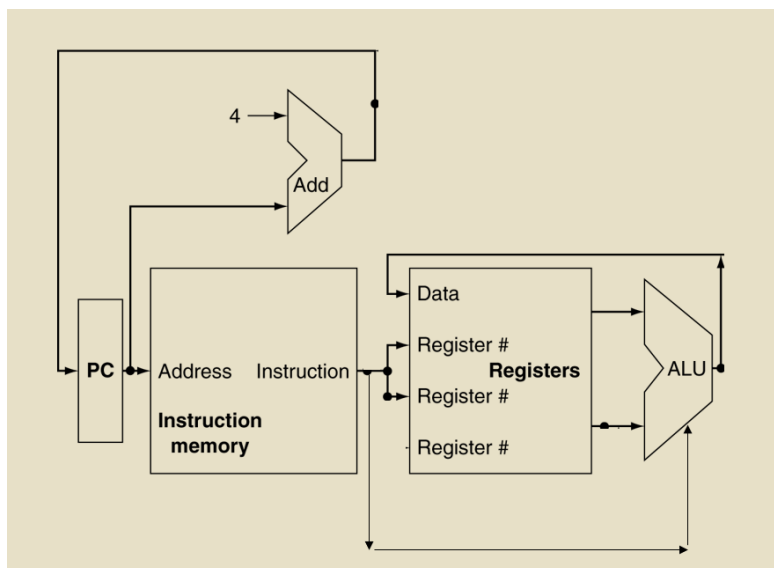 4
Add
Data
Register #
PC
Address
Instruction
Registers
ALU
Register #
Instruction
memory
Register #